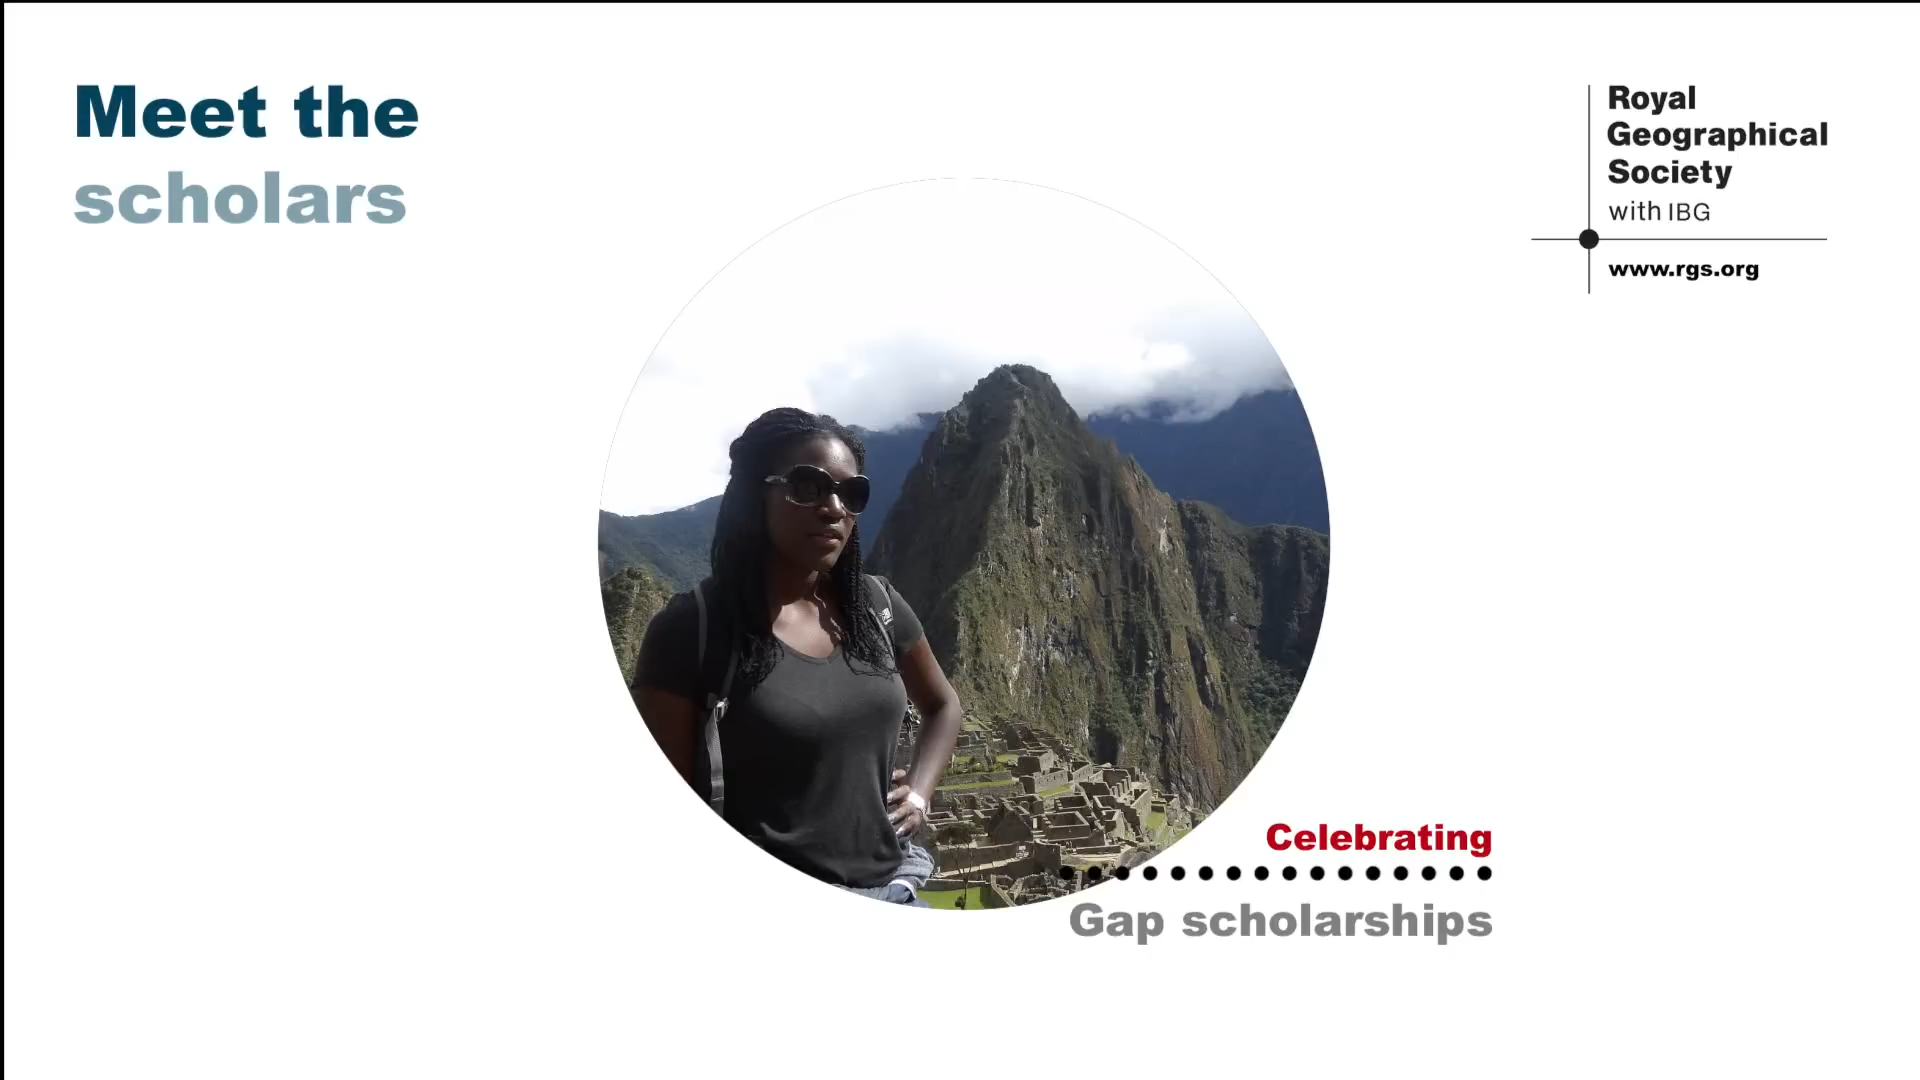 Meet the
scholars
Royal
Geographical
Society
with IBG
www.rgs.org
Celebrating
Gap scholarships